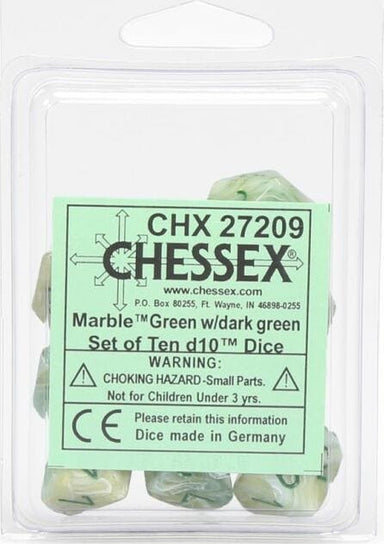 CHX 27209
CHESSEX®
www.chessex.com
P.O. Box 80255, Ft. Wayne, IN 46898-0255
Marble™Green w/dark green
Set of Ten d10™ Dice
WARNING:
CHOKING HAZARD-Small Parts.
Not for Children Under 3 yrs.
CE Please retain this information
Dice made in Germany